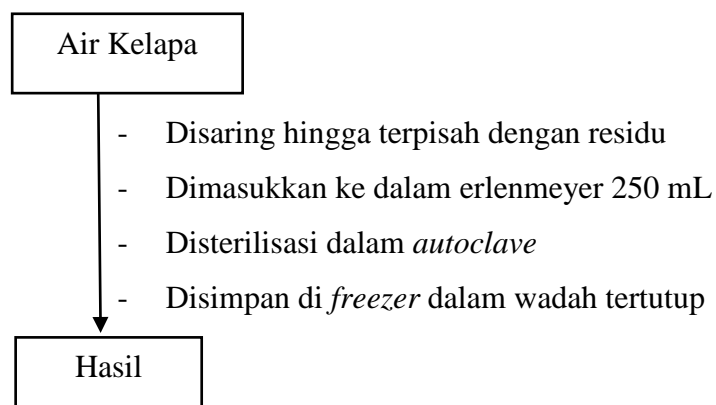 Air Kelapa
- Disaring hingga terpisah dengan residu
- Dimasukkan ke dalam erlenmeyer 250 mL
- Disterilisasi dalam autoclave
- Disimpan di freezer dalam wadah tertutup
Hasil